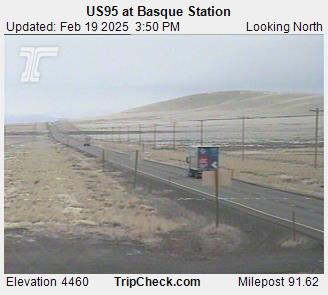 US95 at Basque Station
Updated: Feb 19 2025 3:50 PM Looking North
Elevation 4460 TripCheck.com Milepost 91.62